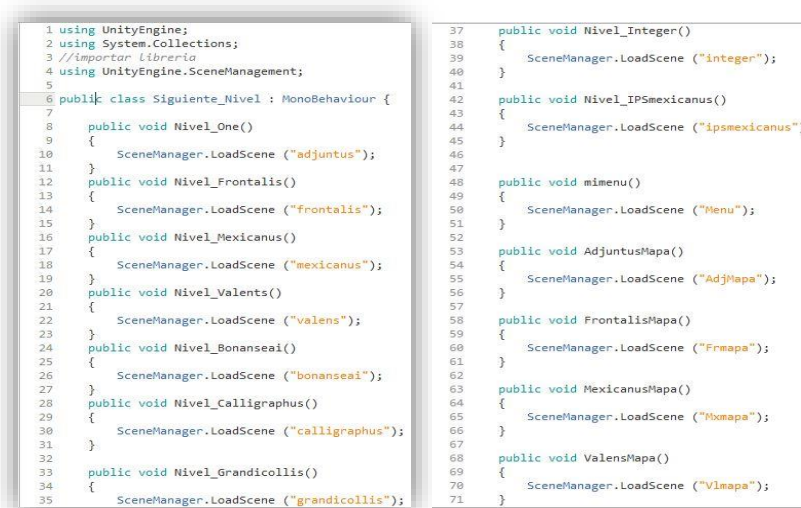 1 using UnityEngine;
2 using System.Collections;
3 //importar libreria
4 using UnityEngine.SceneManagement;
5
6 public class Siguiente_Nivel : MonoBehaviour {
7
8 public void Nivel_One()
9 {
10 SceneManager.LoadScene ("adjuntus");
11 }
12 public void Nivel_Frontalis()
13 {
14 SceneManager.LoadScene ("frontalis");
15 }
16 public void Nivel_Mexicanus()
17 {
18 SceneManager.LoadScene ("mexicanus");
19 }
20 public void Nivel_Valents()
21 {
22 SceneManager.LoadScene ("valens");
23 }
24 public void Nivel_Bonanseai()
25 {
26 SceneManager.LoadScene ("bonanseai");
27 }
28 public void Nivel_Calligraphus()
29 {
30 SceneManager.LoadScene ("calligraphus");
31 }
32
33 public void Nivel_Grandicollis()
34 {
35 SceneManager.LoadScene ("grandicollis");
37 public void Nivel_Integer()
38 {
39 SceneManager.LoadScene ("integer");
40 }
41
42 public void Nivel_IPSmexicanus()
43 {
44 SceneManager.LoadScene ("ipsmexicanus")
45 }
46
47
48 public void mimenu()
49 {
50 SceneManager.LoadScene ("Menu");
51 }
52
53 public void AdjuntusMapa()
54 {
55 SceneManager.LoadScene ("AdjMapa");
56 }
57
58 public void FrontalisMapa()
59 {
60 SceneManager.LoadScene ("Frmapa");
61 }
62
63 public void MexicanusMapa()
64 {
65 SceneManager.LoadScene ("Mxmapa");
66 }
67
68 public void ValensMapa()
69 {
70 SceneManager.LoadScene ("Vlmapa");
71 }